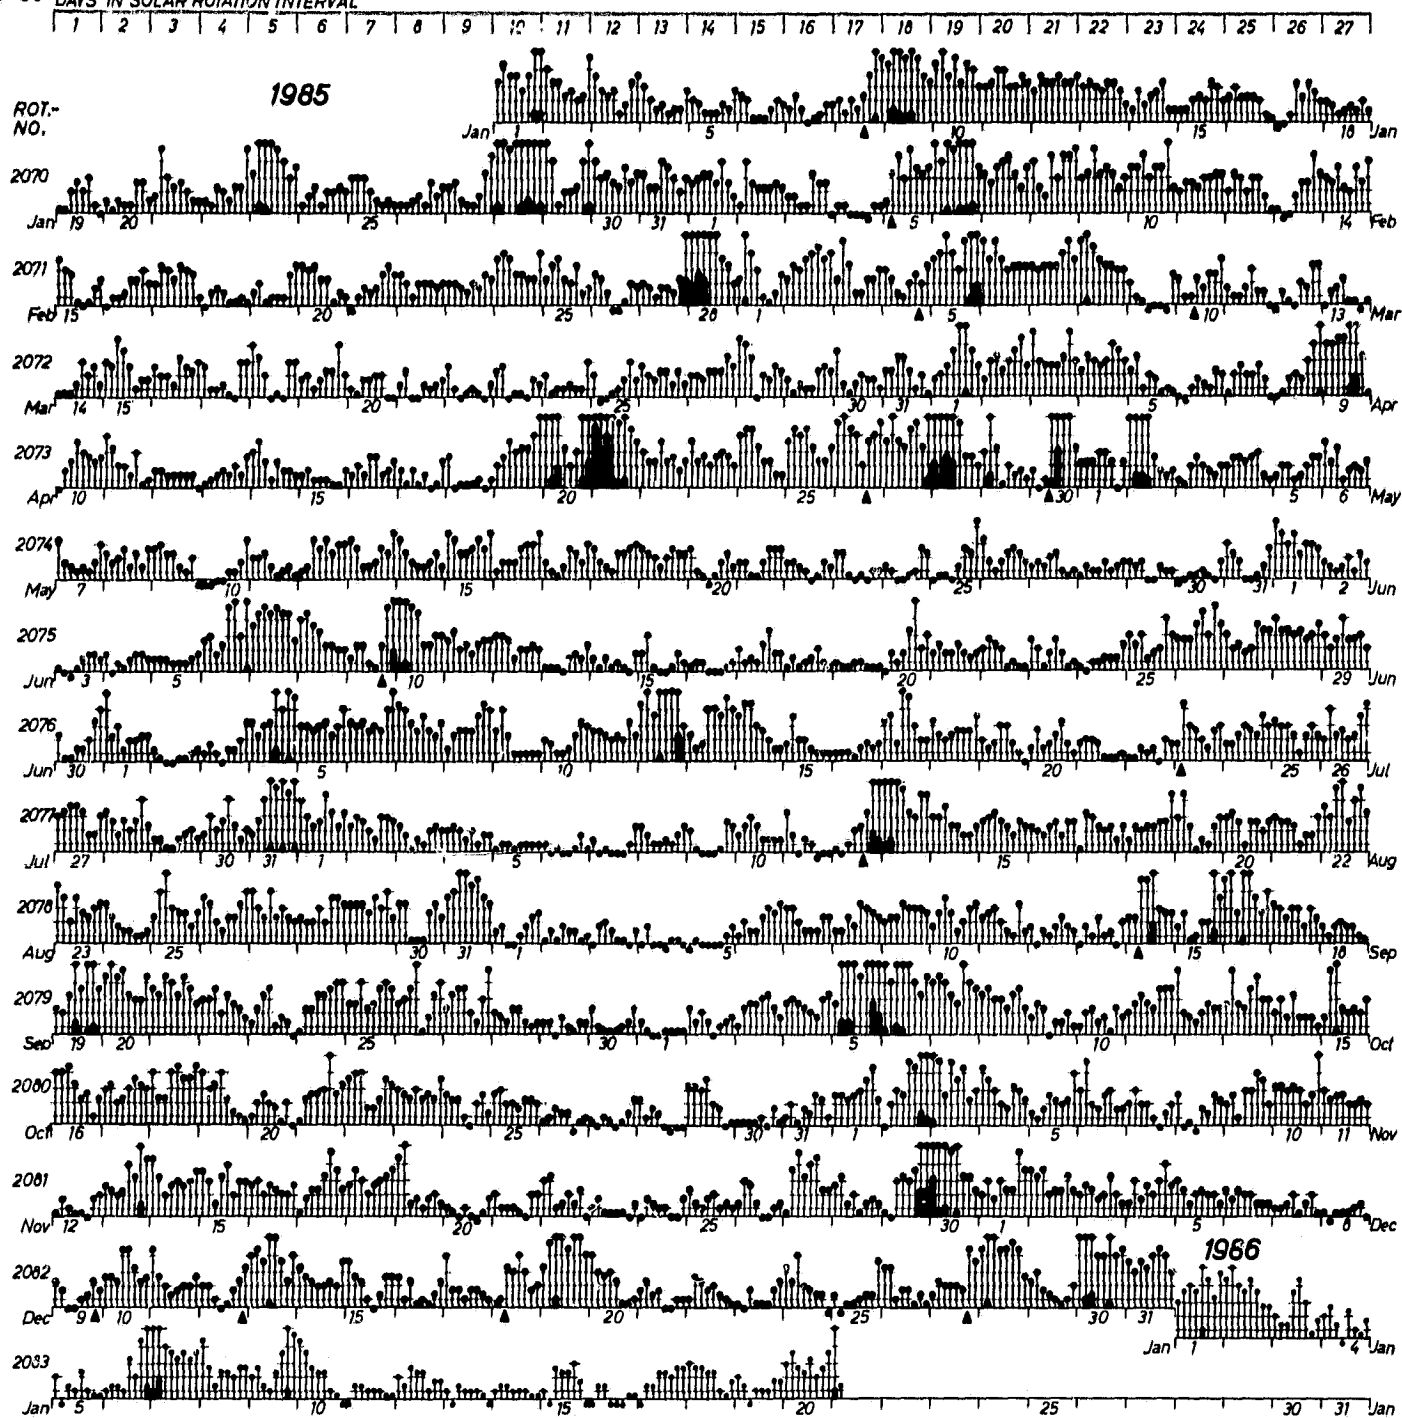 DAYS IN SOLAR ROTATION INTERVAL
1 2 3 4 5 6 7 8 9 10 11 12 13 14 15 16 17 18 19 20 21 22 23 24 25 26 27
1985
ROT.-
NO.
Jan 1 5 10 15 18 Jan
2070
Jan 19 20 25 30 31 1 5 10 14 Feb
2071
Feb 15 20 25 28 1 5 10 13 Mar
2072
Mar 14 15 20 25 30 31 1 5 9 Apr
2073
Apr 10 15 20 25 30 1 5 6 May
2074
May 7 10 15 20 25 30 31 1 2 Jun
2075
Jun 3 5 10 15 20 25 29 Jun
2076
Jun 30 1 5 10 15 20 25 26 Jul
2077
Jul 27 30 31 1 5 10 15 20 22 Aug
2078
Aug 23 25 30 31 1 5 10 15 18 Sep
2079
Sep 19 20 25 30 1 5 10 15 Oct
2080
Oct 16 20 25 30 31 1 5 10 11 Nov
2081
Nov 12 15 20 25 30 1 5 8 Dec
1986
2082
Dec 9 10 15 20 25 30 31
Jan 1 4 Jan
2083
Jan 5 10 15 20 25 30 31 Jan